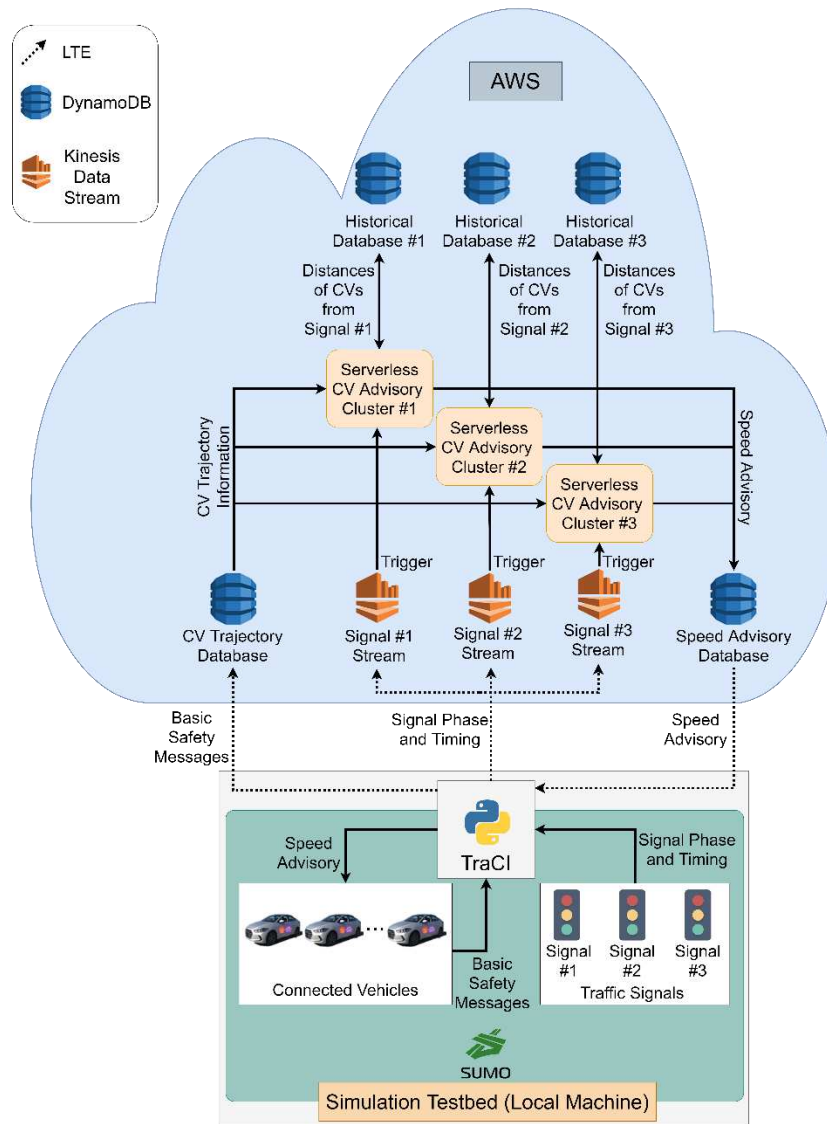 LTE
DynamoDB
Kinesis
Data
Stream
AWS
Historical
Database #1
Historical
Database #2
Historical
Database #3
Distances
of CVs
from
Signal #1
Distances
of CVs
from
Signal #2
Distances
of CVs
from
Signal #3
Serverless
CV Advisory
Cluster #1
Serverless
CV Advisory
Cluster #2
Serverless
CV Advisory
Cluster #3
CV Trajectory
Information
Speed Advisory
Trigger
Trigger
Trigger
CV Trajectory
Database
Signal #1
Stream
Signal #2
Stream
Signal #3
Stream
Speed Advisory
Database
Basic
Safety
Messages
Signal Phase
and Timing
Speed
Advisory
TraCI
Speed
Advisory
Signal Phase
and Timing
Basic
Safety
Messages
Connected Vehicles
Signal
#1
Signal
#2
Signal
#3
Traffic Signals
SUMO
Simulation Testbed (Local Machine)